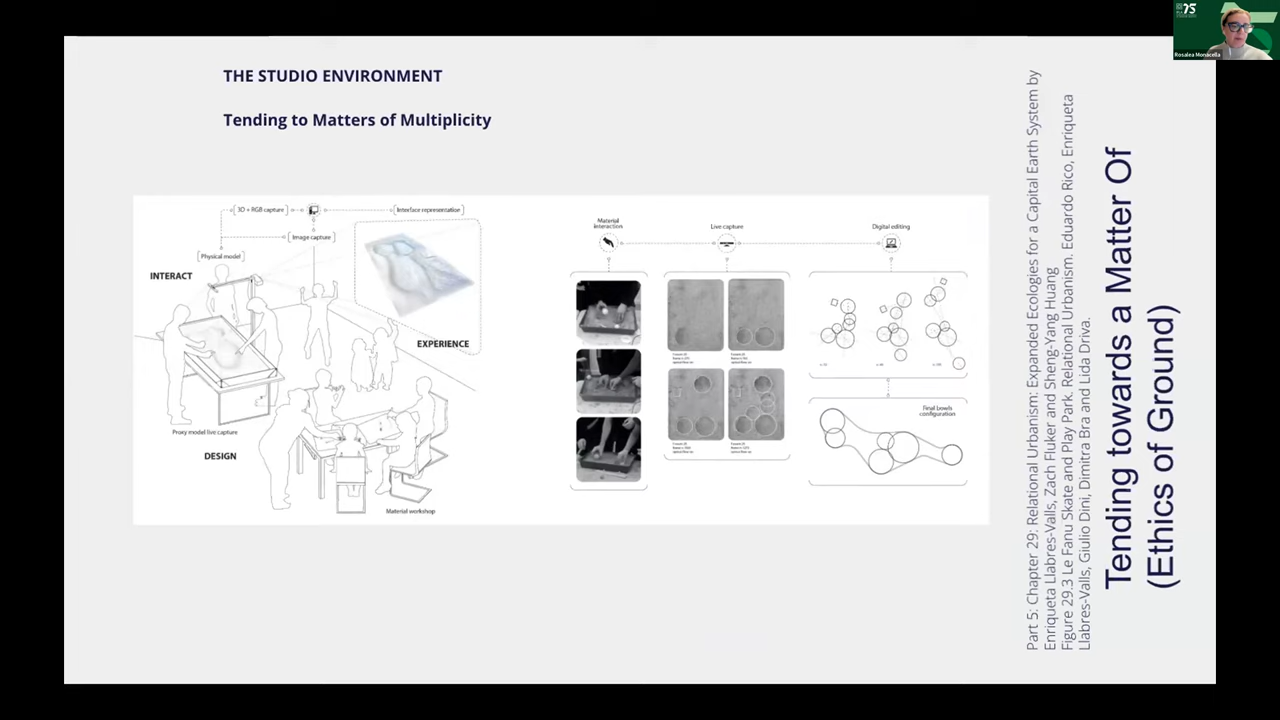 THE STUDIO ENVIRONMENT
Tending to Matters of Multiplicity
3D + RGB capture
Interface representation
Image capture
Physical model
INTERACT
EXPERIENCE
Proxy model live capture
DESIGN
Material workshop
Material
Interaction
Live capture
Digital editing
Final bowls
configuration
Part 5: Chapter 29: Relational Urbanism: Expanded Ecologies for a Capital Earth System by
Enriqueta Llabres-Valls, Zach Fluker and Sheng-Yang Huang
Figure 29.3 Le Fanu Skate and Play Park. Relational Urbanism. Eduardo Rico, Enriqueta
Llabres-Valls, Giulio Dini, Dimitra Bra and Lida Driva.
Tending towards a Matter Of
(Ethics of Ground)
75
Rosalea Monacella